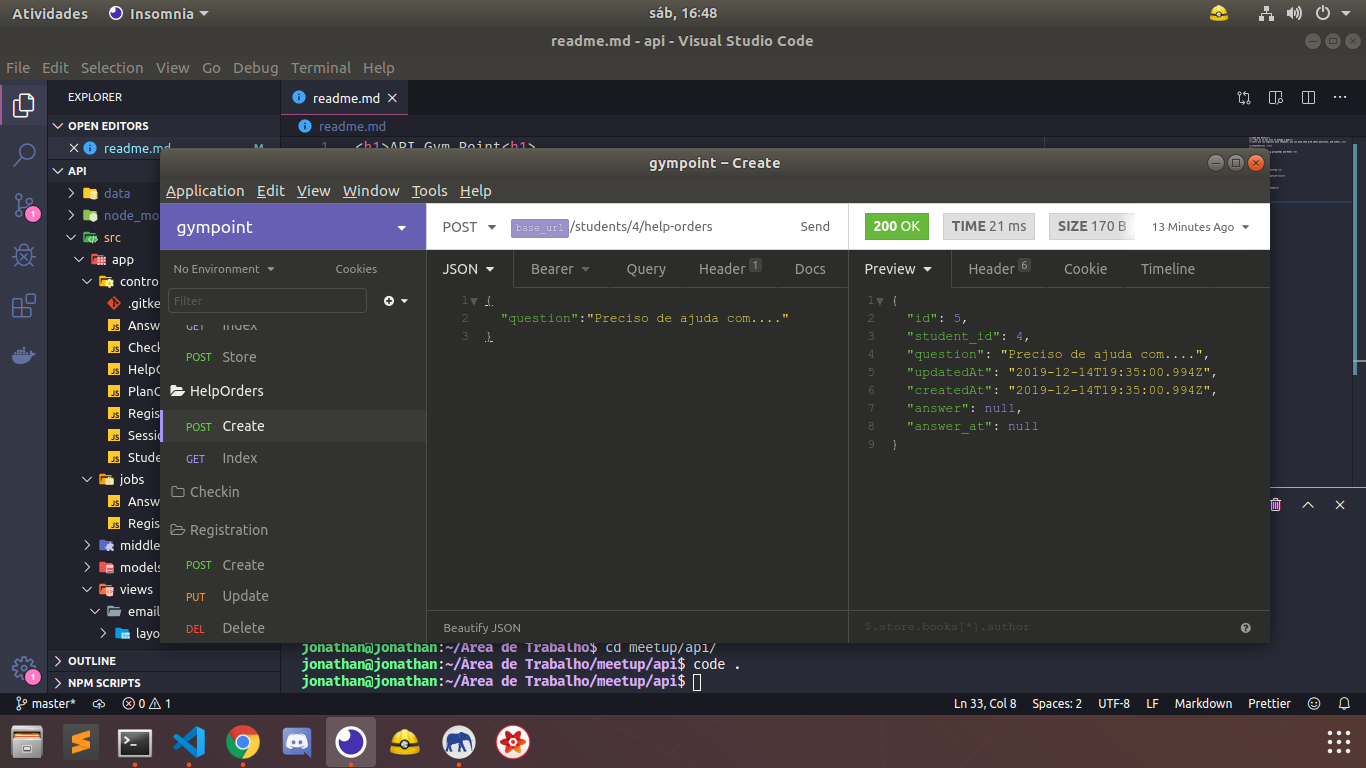 Atividades
Insomnia
sáb, 16:48
readme.md - api - Visual Studio Code
File Edit Selection View Go Debug Terminal Help
EXPLORER
readme.md
OPEN EDITORS
readme.md
readme.md M
1 <h1>API Gym Point<h1>
API
data
node_mo
src
app
contro
.gitke
Answ
Check
HelpO
PlanC
Regis
Sessio
Stude
jobs
Answ
Regis
middle
models
views
email
layo
OUTLINE
NPM SCRIPTS
1
1
gympoint – Create
Application Edit View Window Tools Help
gympoint
POST base_url/students/4/help-orders Send
200 OK TIME 21 ms SIZE 170 B 13 Minutes Ago
No Environment Cookies
JSON Bearer Query Header 1 Docs
Preview Header 6 Cookie Timeline
Filter
GET Index
POST Store
HelpOrders
POST Create
GET Index
Checkin
Registration
POST Create
PUT Update
DEL Delete
1 {
2 "question":"Preciso de ajuda com...."
3 }
1 {
2 "id": 5,
3 "student_id": 4,
4 "question": "Preciso de ajuda com....",
5 "updatedAt": "2019-12-14T19:35:00.994Z",
6 "createdAt": "2019-12-14T19:35:00.994Z",
7 "answer": null,
8 "answer_at": null
9 }
Beautify JSON
$.store.books[*].author
jonathan@jonathan:~/Área de Trabalho$ cd meetup/api/
jonathan@jonathan:~/Área de Trabalho/meetup/api$ code .
jonathan@jonathan:~/Área de Trabalho/meetup/api$
master* 0 1 Ln 33, Col 8 Spaces: 2 UTF-8 LF Markdown Prettier